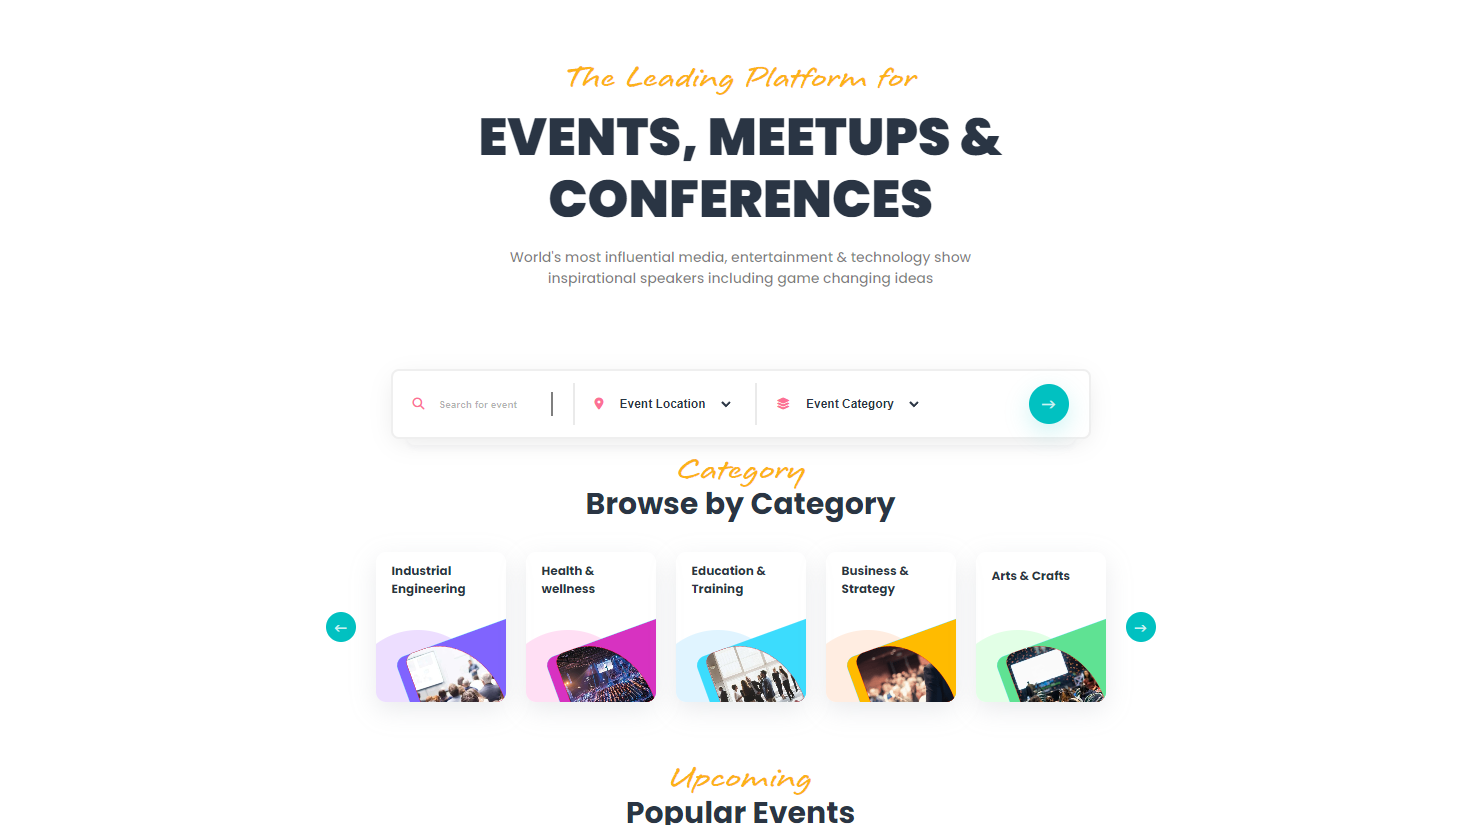 The Leading Platform for
EVENTS, MEETUPS &
CONFERENCES
World's most influential media, entertainment & technology show
inspirational speakers including game changing ideas
Search for event
Event Location
Event Category
Category
Browse by Category
Industrial
Engineering
Health &
wellness
Education &
Training
Business &
Strategy
Arts & Crafts
Upcoming
Popular Events